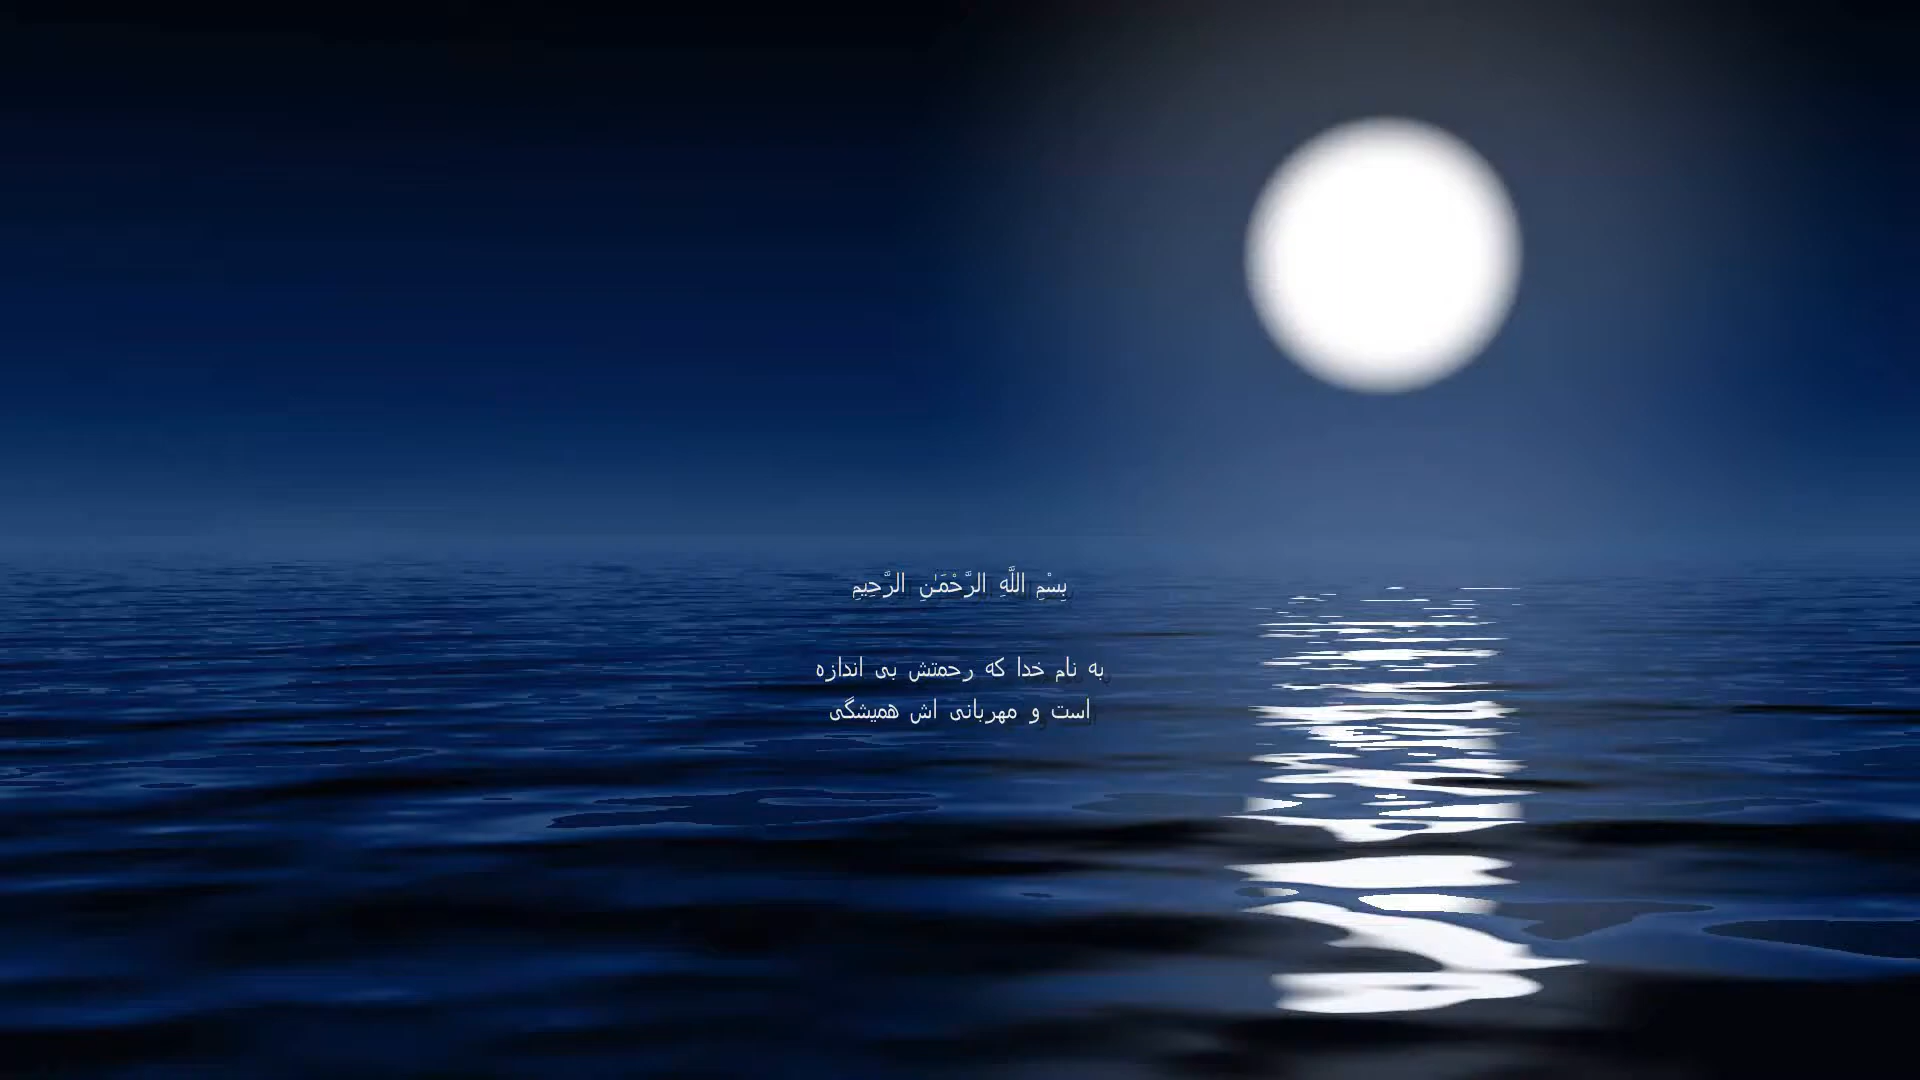 بِسْمِ اللَّهِ الرَّحْمَـٰنِ الرَّحِيمِ
به نام خدا که رحمتش بی اندازه
است و مهربانی اش همیشگی